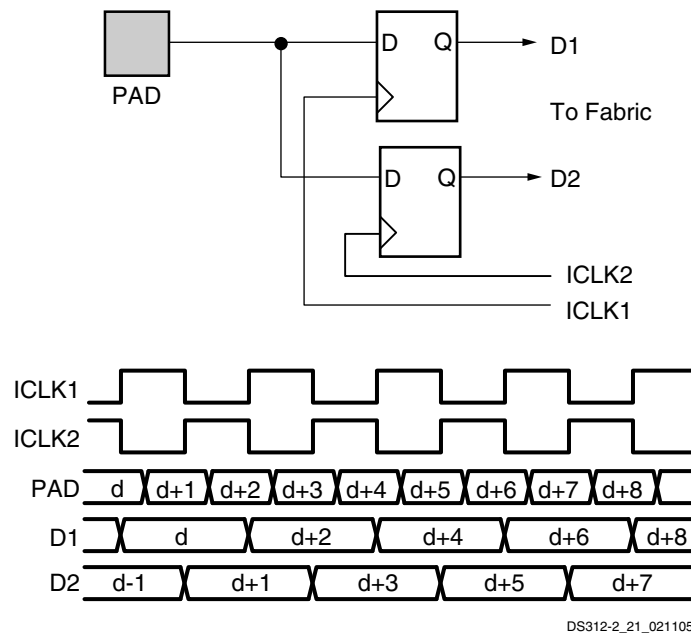 PAD
D Q D1
To Fabric
D Q D2
ICLK2
ICLK1
ICLK1
ICLK2
PAD d d+1 d+2 d+3 d+4 d+5 d+6 d+7 d+8
D1 d d+2 d+4 d+6 d+8
D2 d-1 d+1 d+3 d+5 d+7
DS312-2_21_021105